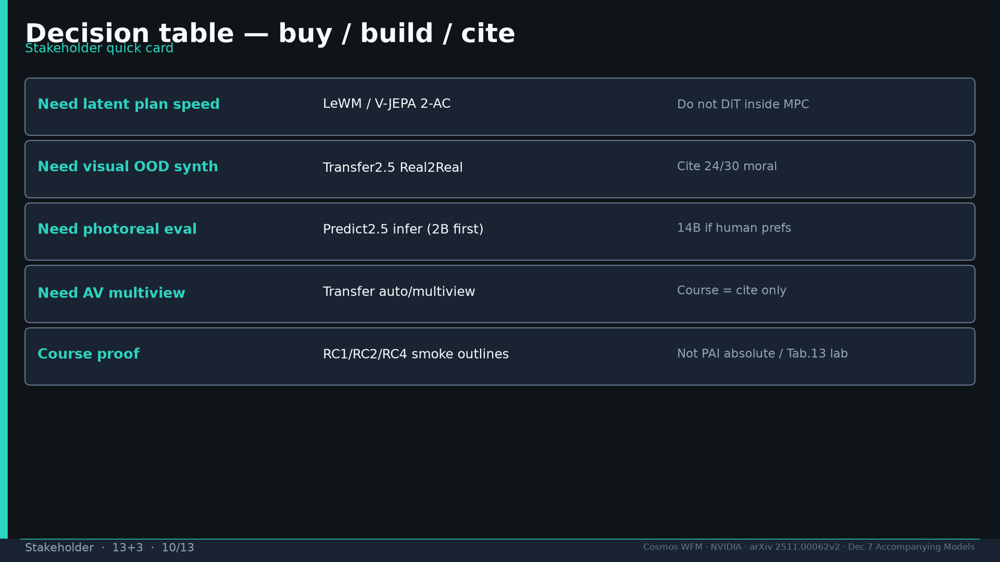 Decision table — buy / build / cite
Stakeholder quick card
Need latent plan speed
LeWM / V-JEPA 2-AC
Do not DiT inside MPC
Need visual OOD synth
Transfer2.5 Real2Real
Cite 24/30 moral
Need photoreal eval
Predict2.5 infer (2B first)
14B if human prefs
Need AV multiview
Transfer auto/multiview
Course = cite only
Course proof
RC1/RC2/RC4 smoke outlines
Not PAI absolute / Tab.13 lab
Stakeholder · 13+3 · 10/13
Cosmos WFM · NVIDIA · arXiv 2511.00062v2 · Dec 7 Accompanying Models